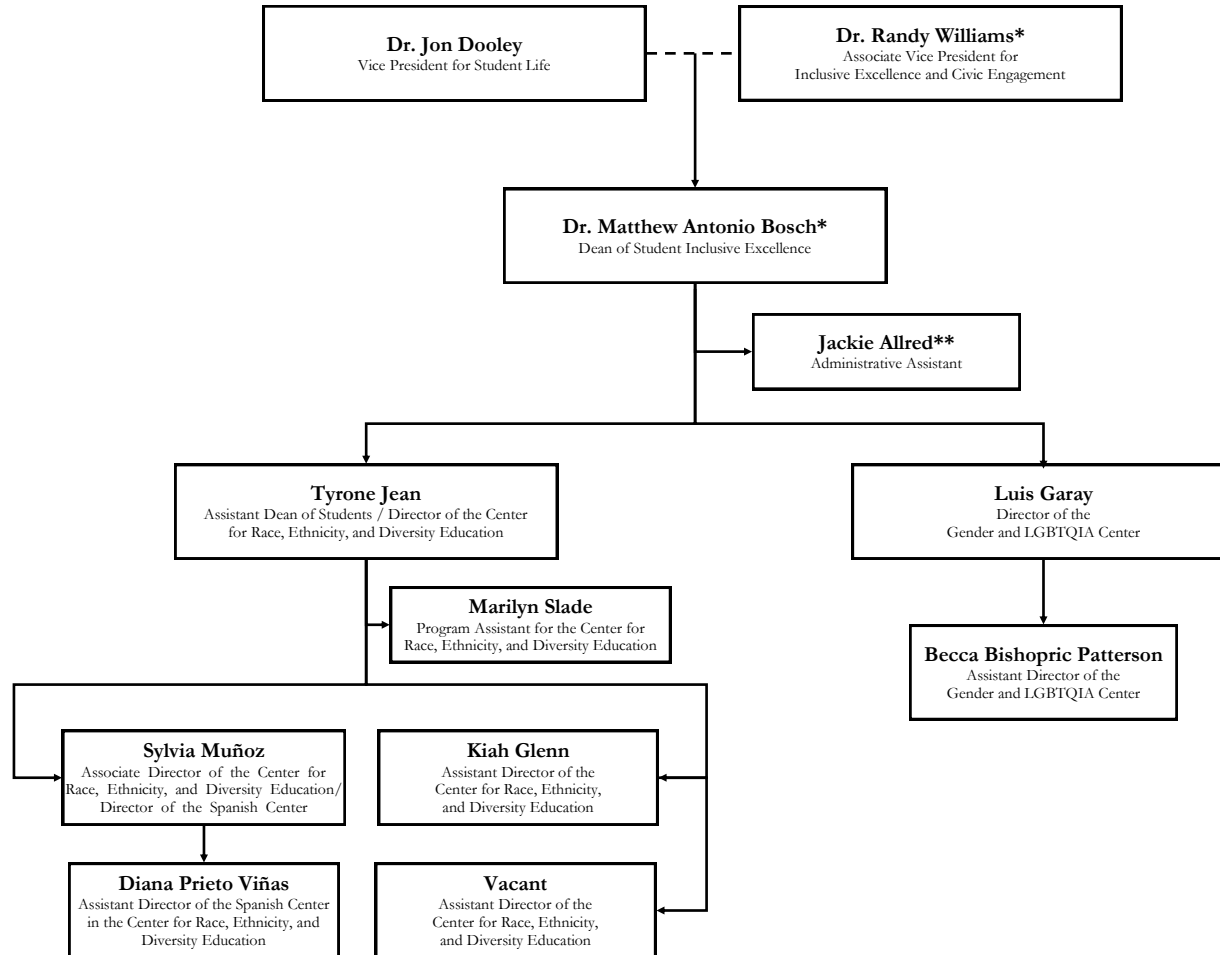 Dr. Jon Dooley
Vice President for Student Life
Dr. Randy Williams*
Associate Vice President for
Inclusive Excellence and Civic Engagement
Dr. Matthew Antonio Bosch*
Dean of Student Inclusive Excellence
Jackie Allred**
Administrative Assistant
Tyrone Jean
Assistant Dean of Students / Director of the Center
for Race, Ethnicity, and Diversity Education
Luis Garay
Director of the
Gender and LGBTQIA Center
Marilyn Slade
Program Assistant for the Center for
Race, Ethnicity, and Diversity Education
Becca Bishopric Patterson
Assistant Director of the
Gender and LGBTQIA Center
Sylvia Muñoz
Associate Director of the Center for
Race, Ethnicity, and Diversity Education/
Director of the Spanish Center
Kiah Glenn
Assistant Director of the
Center for Race, Ethnicity,
and Diversity Education
Diana Prieto Viñas
Assistant Director of the Spanish Center
in the Center for Race, Ethnicity, and
Diversity Education
Vacant
Assistant Director of the
Center for Race, Ethnicity,
and Diversity Education